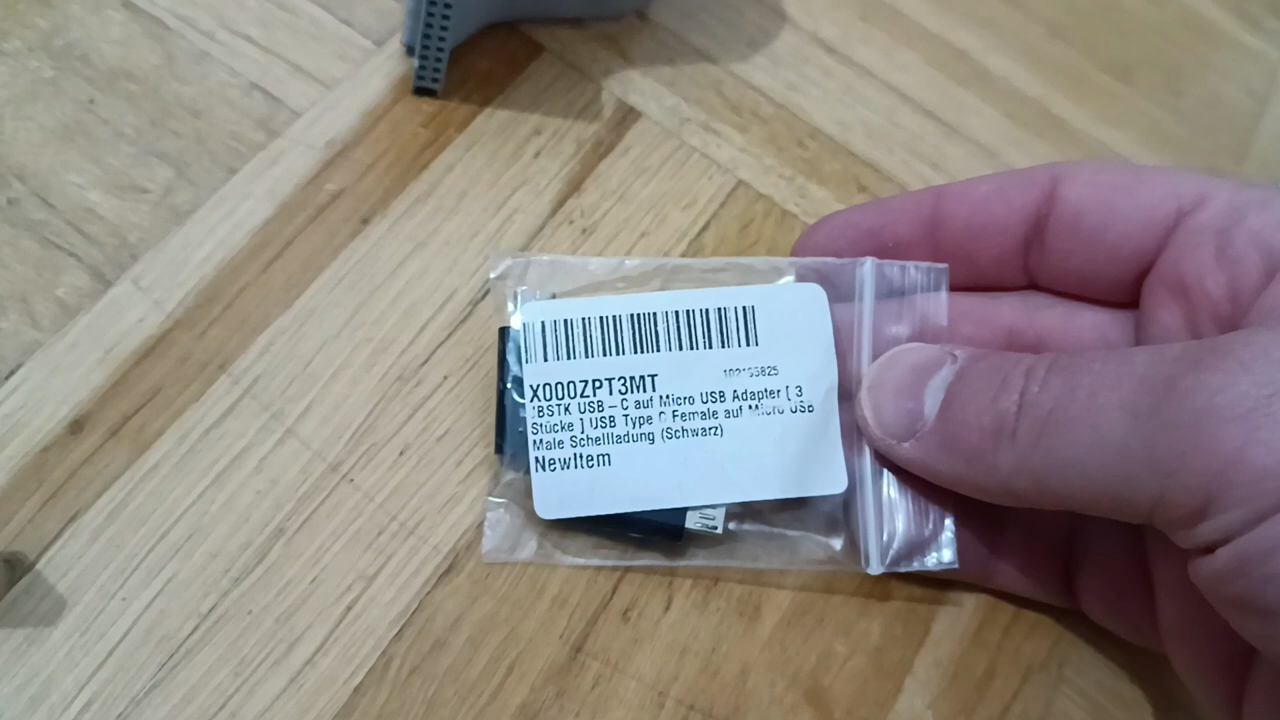 X000ZPT3MT
BSTK USB-C auf Micro USB Adapter [ 3
Stücke ] USB Type C Female auf Micro USB
Male Schellladung (Schwarz)
NewItem